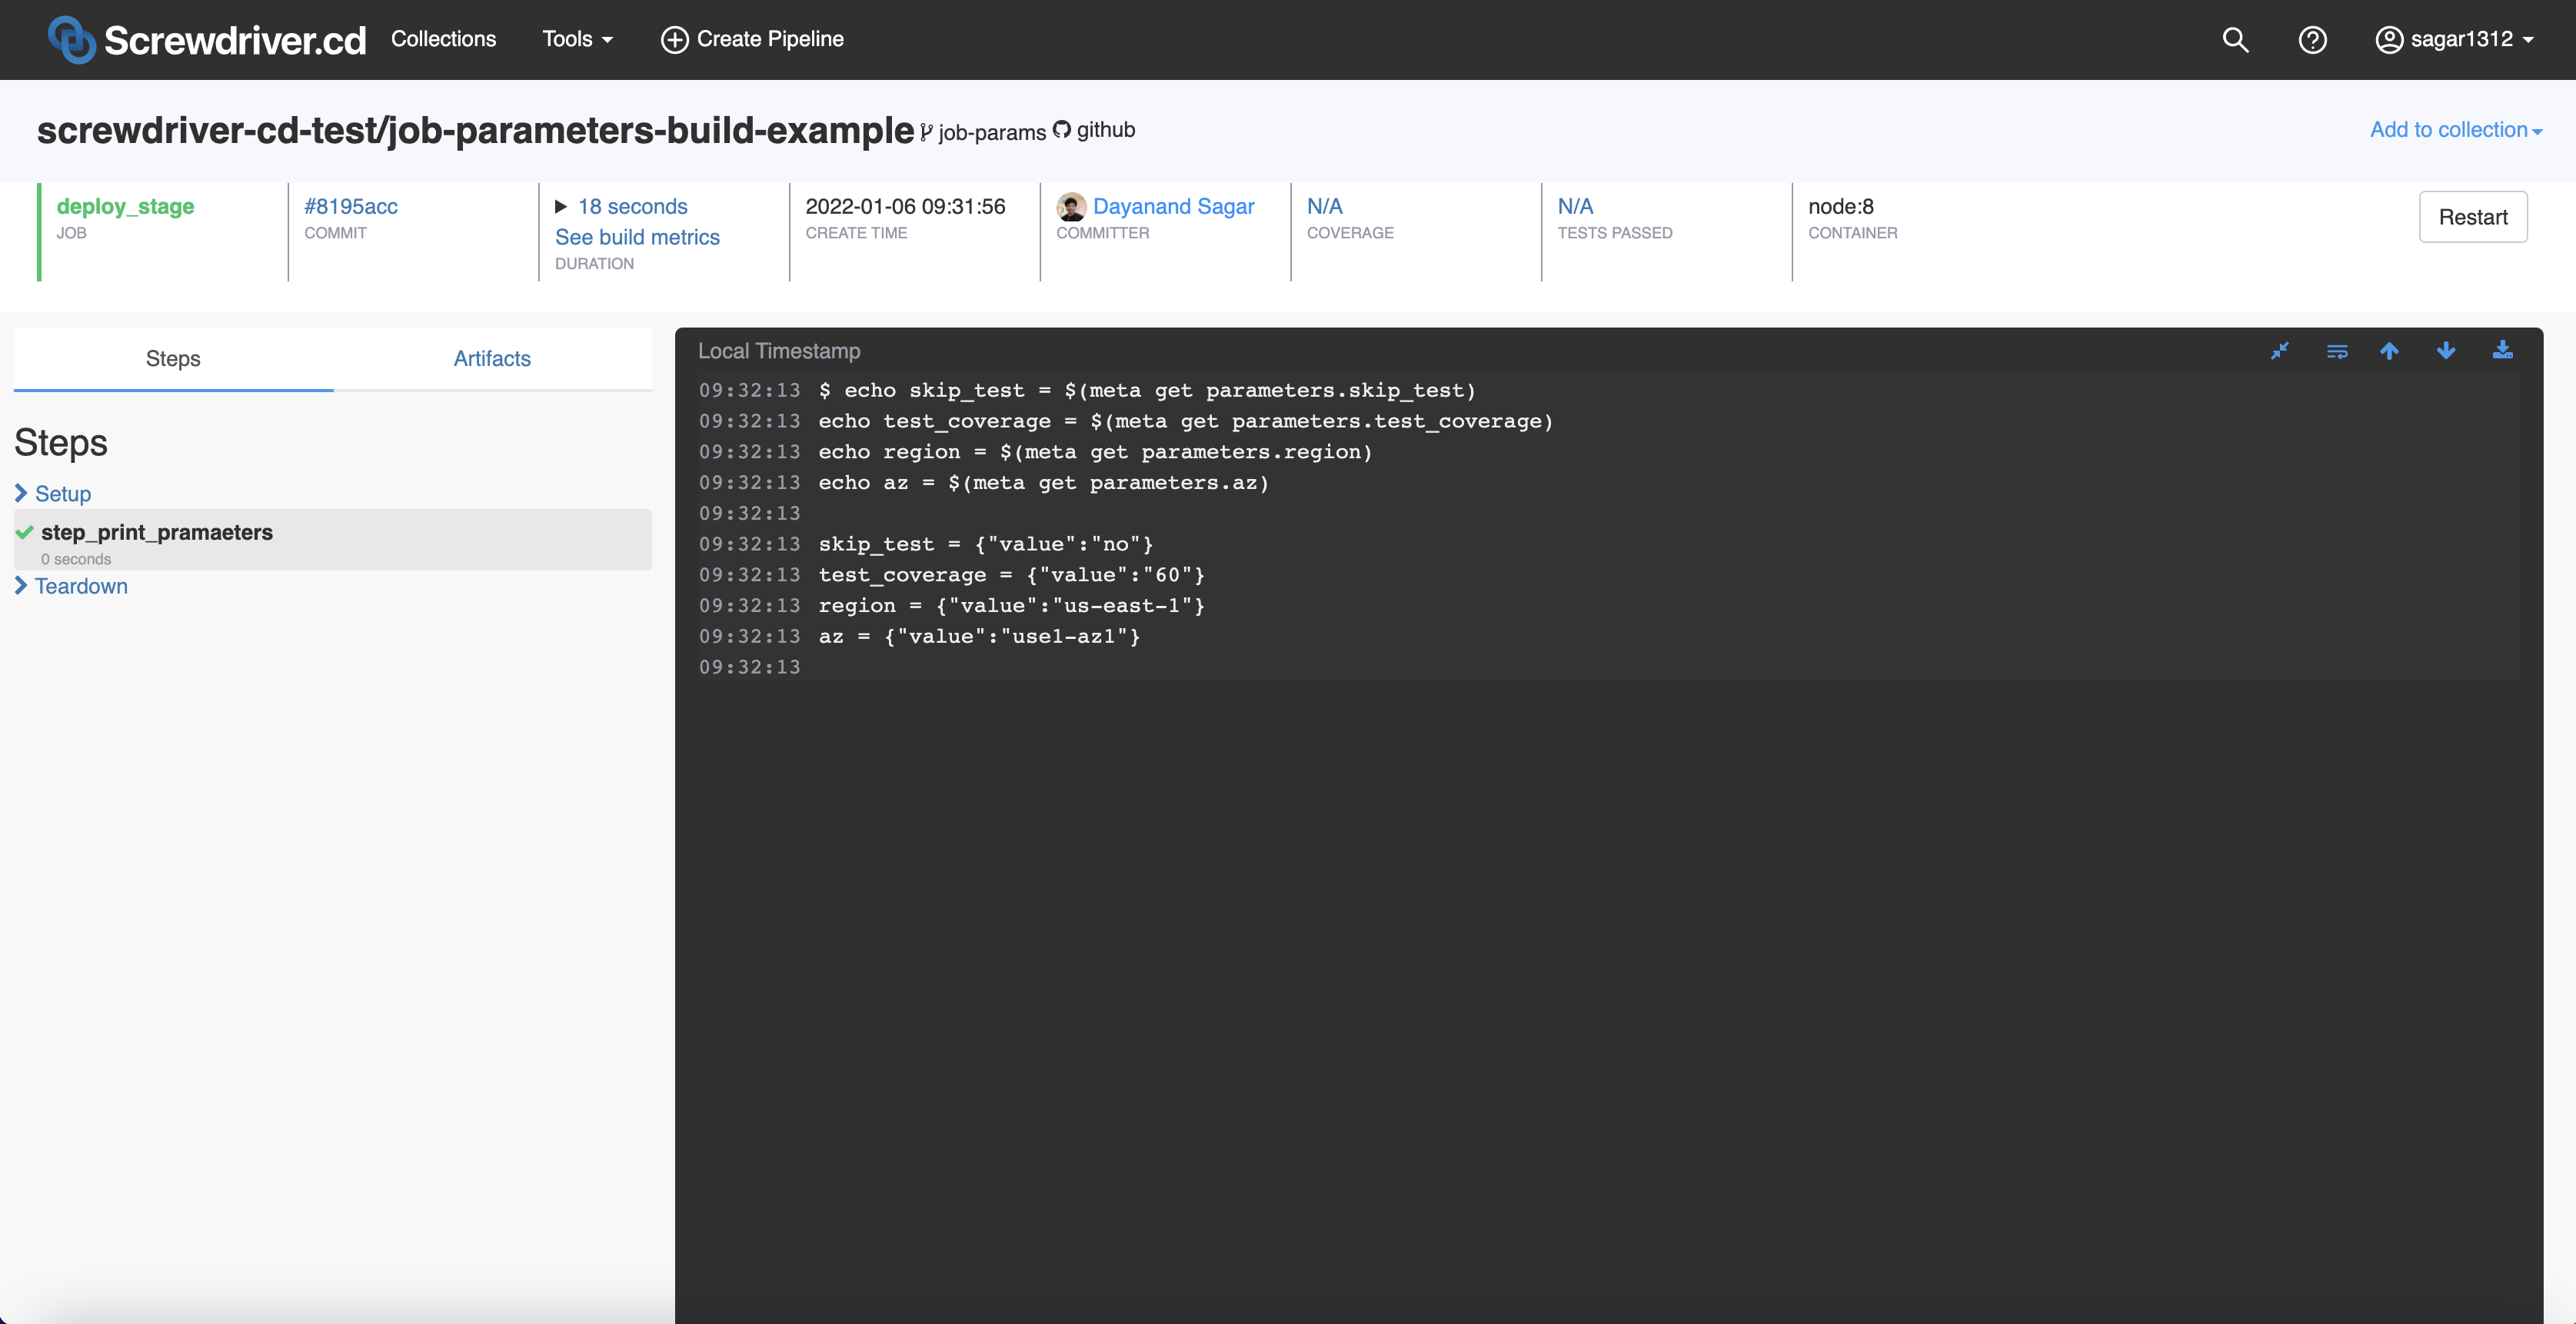 Screwdriver.cd Collections Tools Create Pipeline sagar1312
screwdriver-cd-test/job-parameters-build-example job-params github Add to collection
deploy_stage
JOB
#8195acc
COMMIT
18 seconds
See build metrics
DURATION
2022-01-06 09:31:56
CREATE TIME
Dayanand Sagar
COMMITTER
N/A
COVERAGE
N/A
TESTS PASSED
node:8
CONTAINER
Restart
Steps Artifacts
Steps
Setup
step_print_pramaeters
0 seconds
Teardown
Local Timestamp
09:32:13 $ echo skip_test = $(meta get parameters.skip_test)
09:32:13 echo test_coverage = $(meta get parameters.test_coverage)
09:32:13 echo region = $(meta get parameters.region)
09:32:13 echo az = $(meta get parameters.az)
09:32:13
09:32:13 skip_test = {"value":"no"}
09:32:13 test_coverage = {"value":"60"}
09:32:13 region = {"value":"us-east-1"}
09:32:13 az = {"value":"use1-az1"}
09:32:13